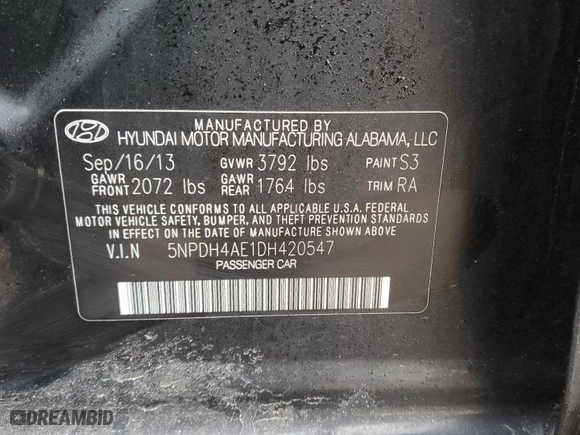 MANUFACTURED BY
HYUNDAI MOTOR MANUFACTURING ALABAMA, LLC
Sep/16/13 GVWR 3792 lbs PAINT S3
GAWR FRONT 2072 lbs GAWR REAR 1764 lbs TRIM RA
THIS VEHICLE CONFORMS TO ALL APPLICABLE U.S.A. FEDERAL
MOTOR VEHICLE SAFETY, BUMPER, AND THEFT PREVENTION STANDARDS
IN EFFECT ON THE DATE OF MANUFACTURE SHOWN ABOVE.
V.I.N 5NPDH4AE1DH420547
PASSENGER CAR
DREAMBID